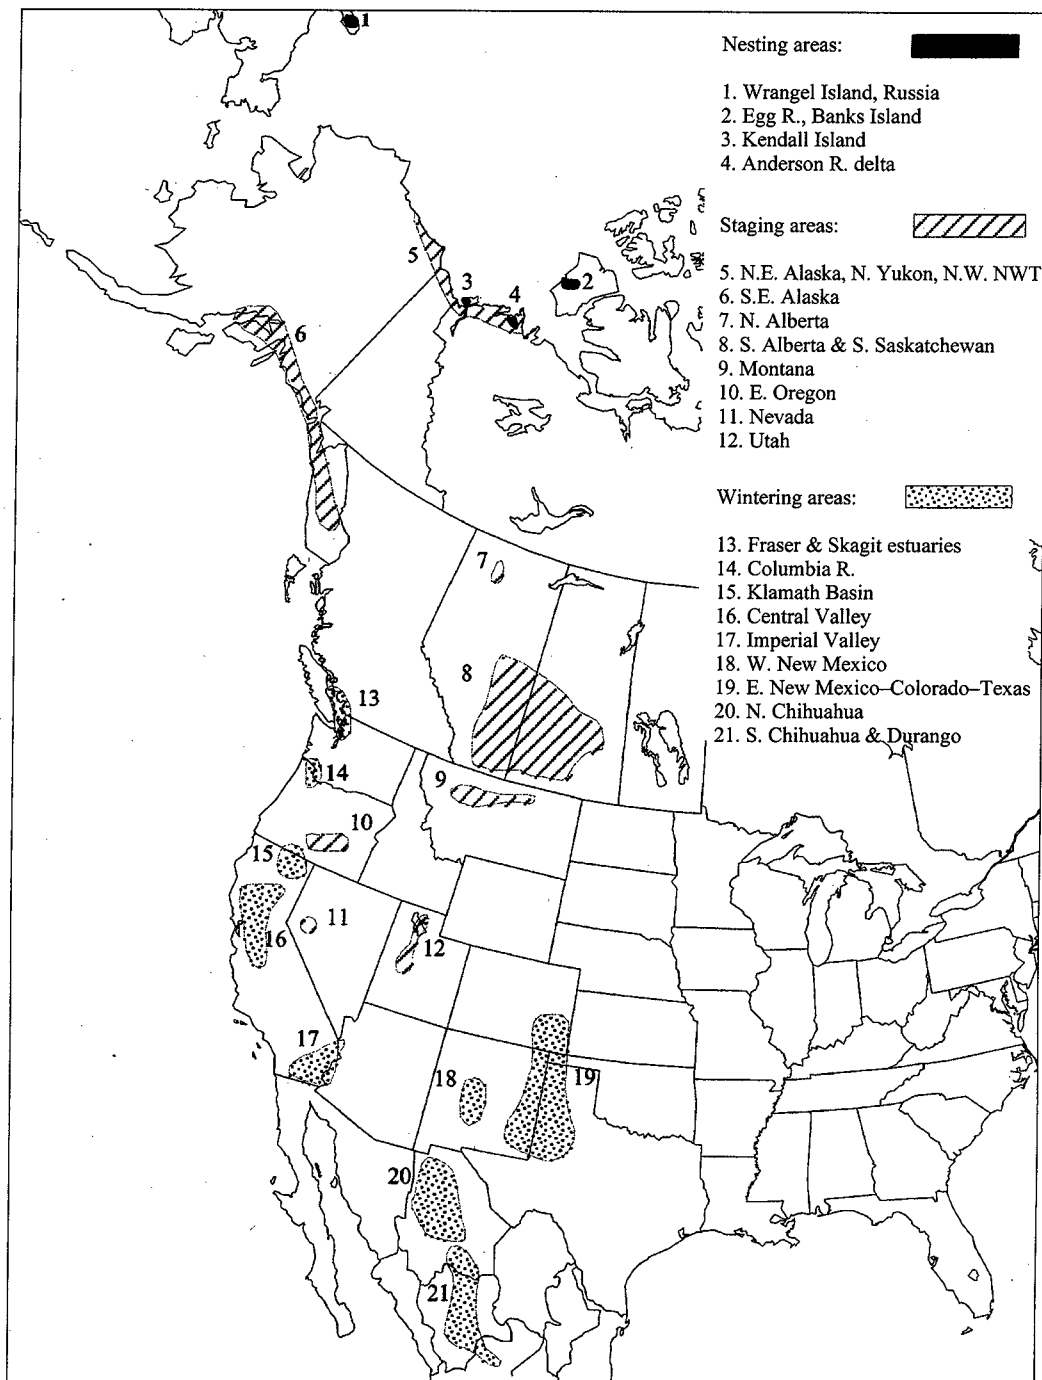 Nesting areas:
1. Wrangel Island, Russia
2. Egg R., Banks Island
3. Kendall Island
4. Anderson R. delta
Staging areas:
5. N.E. Alaska, N. Yukon, N.W. NWT
6. S.E. Alaska
7. N. Alberta
8. S. Alberta & S. Saskatchewan
9. Montana
10. E. Oregon
11. Nevada
12. Utah
Wintering areas:
13. Fraser & Skagit estuaries
14. Columbia R.
15. Klamath Basin
16. Central Valley
17. Imperial Valley
18. W. New Mexico
19. E. New Mexico–Colorado–Texas
20. N. Chihuahua
21. S. Chihuahua & Durango
1
2
3
4
5
6
7
8
9
10
11
12
13
14
15
16
17
18
19
20
21